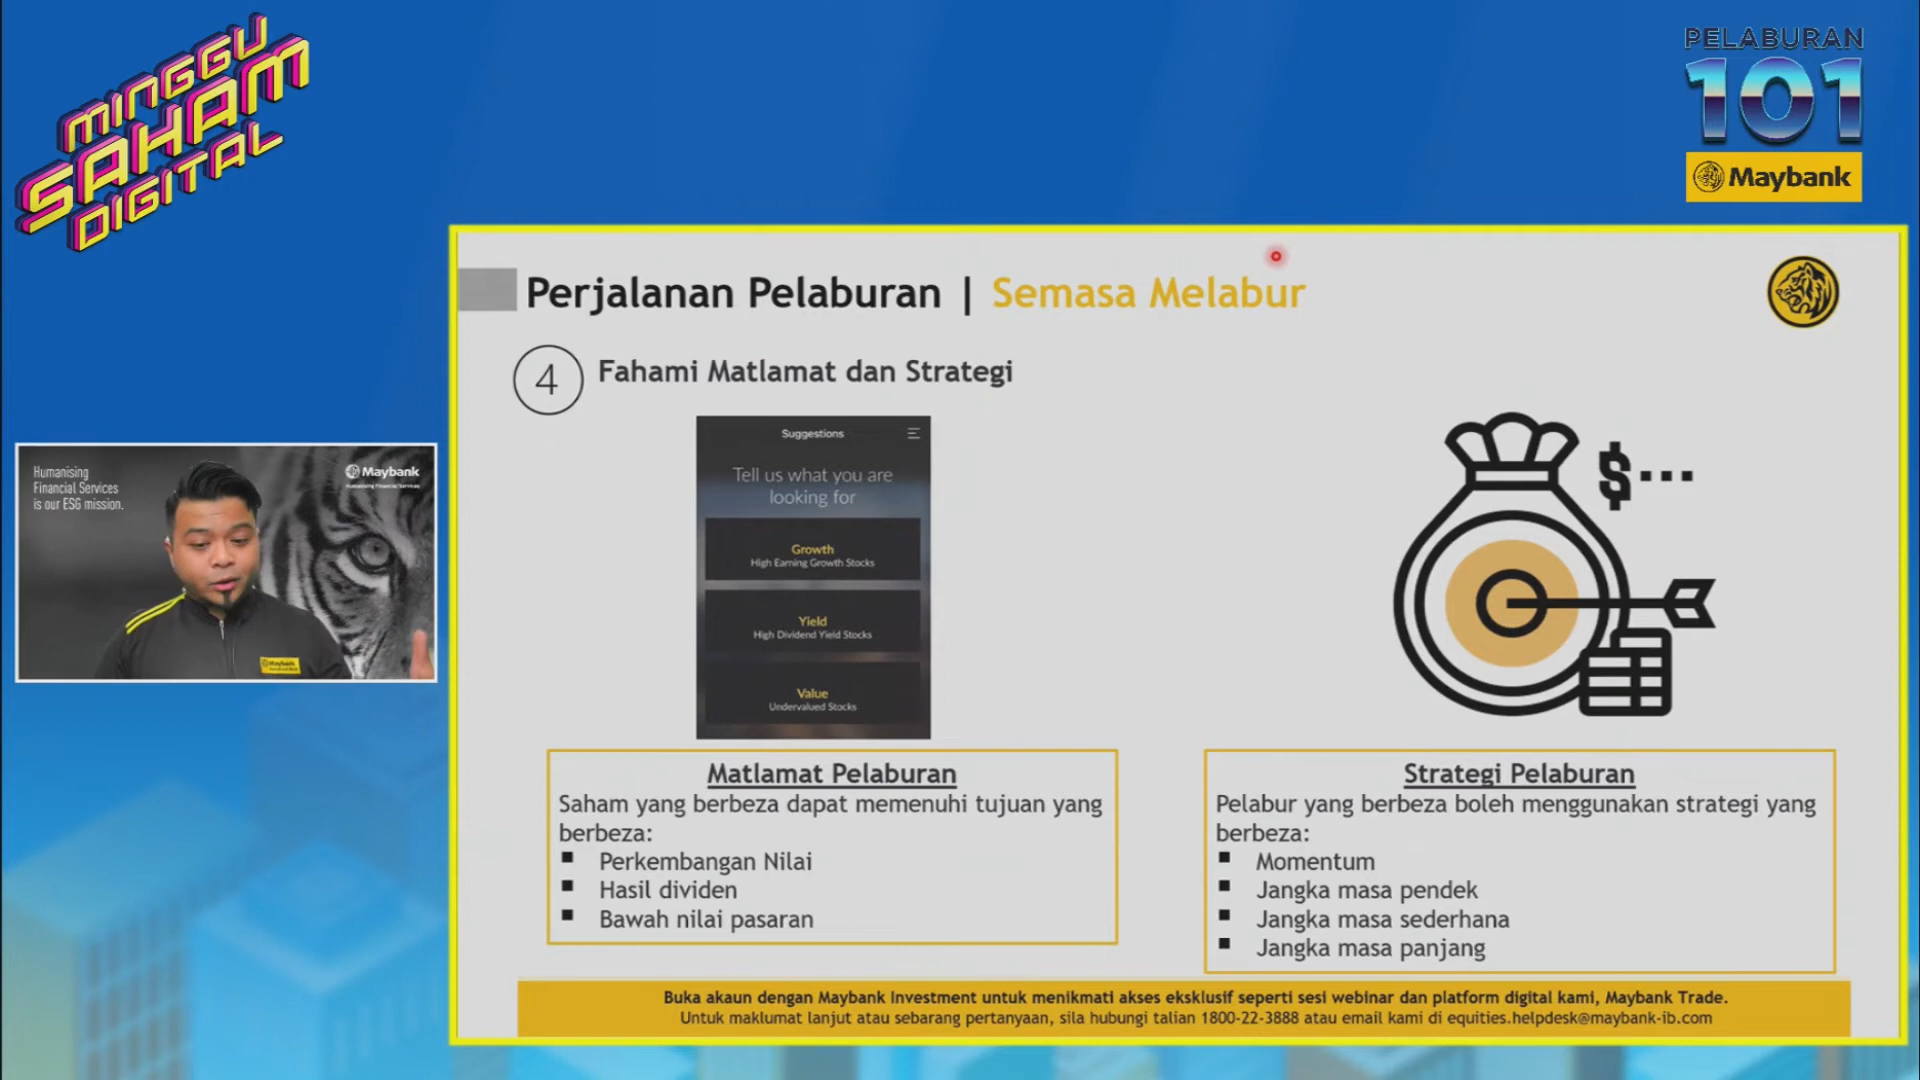 MINGGU
SAHAM
DIGITAL
PELABURAN
101
Maybank
Perjalanan Pelaburan | Semasa Melabur
4
Fahami Matlamat dan Strategi
Suggestions
Tell us what you are
looking for
Growth
High Earning Growth Stocks
Yield
High Dividend Yield Stocks
Value
Undervalued Stocks
$
Humanising
Financial Services
is our ESG mission.
Maybank
Humanising Financial Services
Maybank
Matlamat Pelaburan
Saham yang berbeza dapat memenuhi tujuan yang
berbeza:
Perkembangan Nilai
Hasil dividen
Bawah nilai pasaran
Strategi Pelaburan
Pelabur yang berbeza boleh menggunakan strategi yang
berbeza:
Momentum
Jangka masa pendek
Jangka masa sederhana
Jangka masa panjang
Buka akaun dengan Maybank Investment untuk menikmati akses eksklusif seperti sesi webinar dan platform digital kami, Maybank Trade.
Untuk maklumat lanjut atau sebarang pertanyaan, sila hubungi talian 1800-22-3888 atau email kami di equities.helpdesk@maybank-ib.com